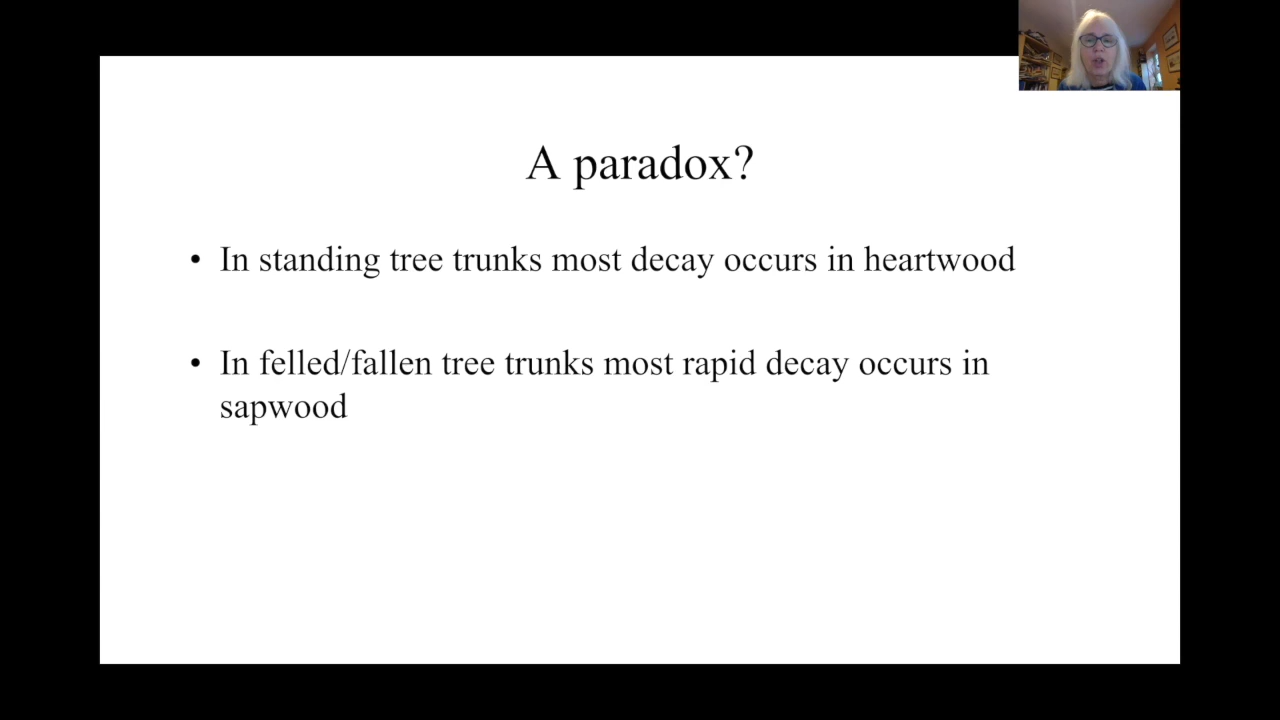 A paradox?
• In standing tree trunks most decay occurs in heartwood
• In felled/fallen tree trunks most rapid decay occurs in
sapwood